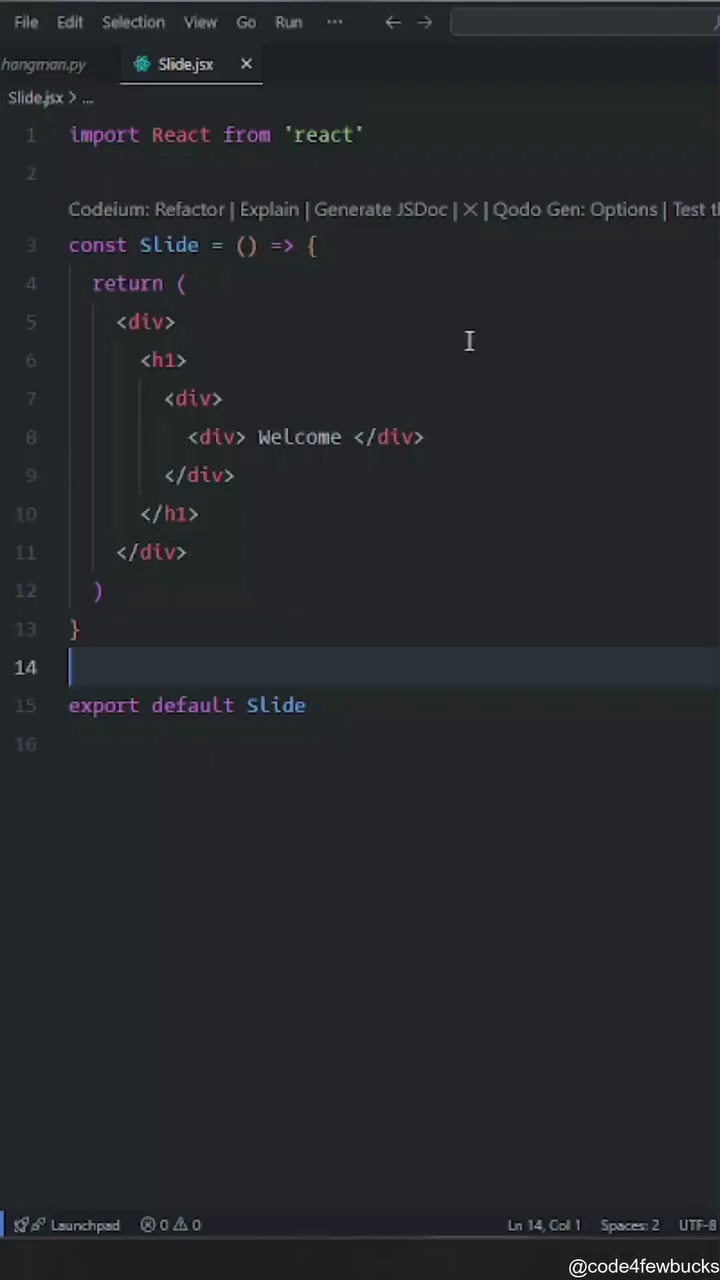 File Edit Selection View Go Run ...
hangman.py Slide.jsx
Slide.jsx > ...
1 import React from 'react'
2
Codeium: Refactor | Explain | Generate JSDoc | × | Qodo Gen: Options | Test
3 const Slide = () => {
4 return (
5 <div>
6 <h1>
7 <div>
8 <div> Welcome </div>
9 </div>
10 </h1>
11 </div>
12 )
13 }
14
15 export default Slide
16
Launchpad 0 0 Ln 14, Col 1 Spaces: 2 UTF-8
@code4fewbucks